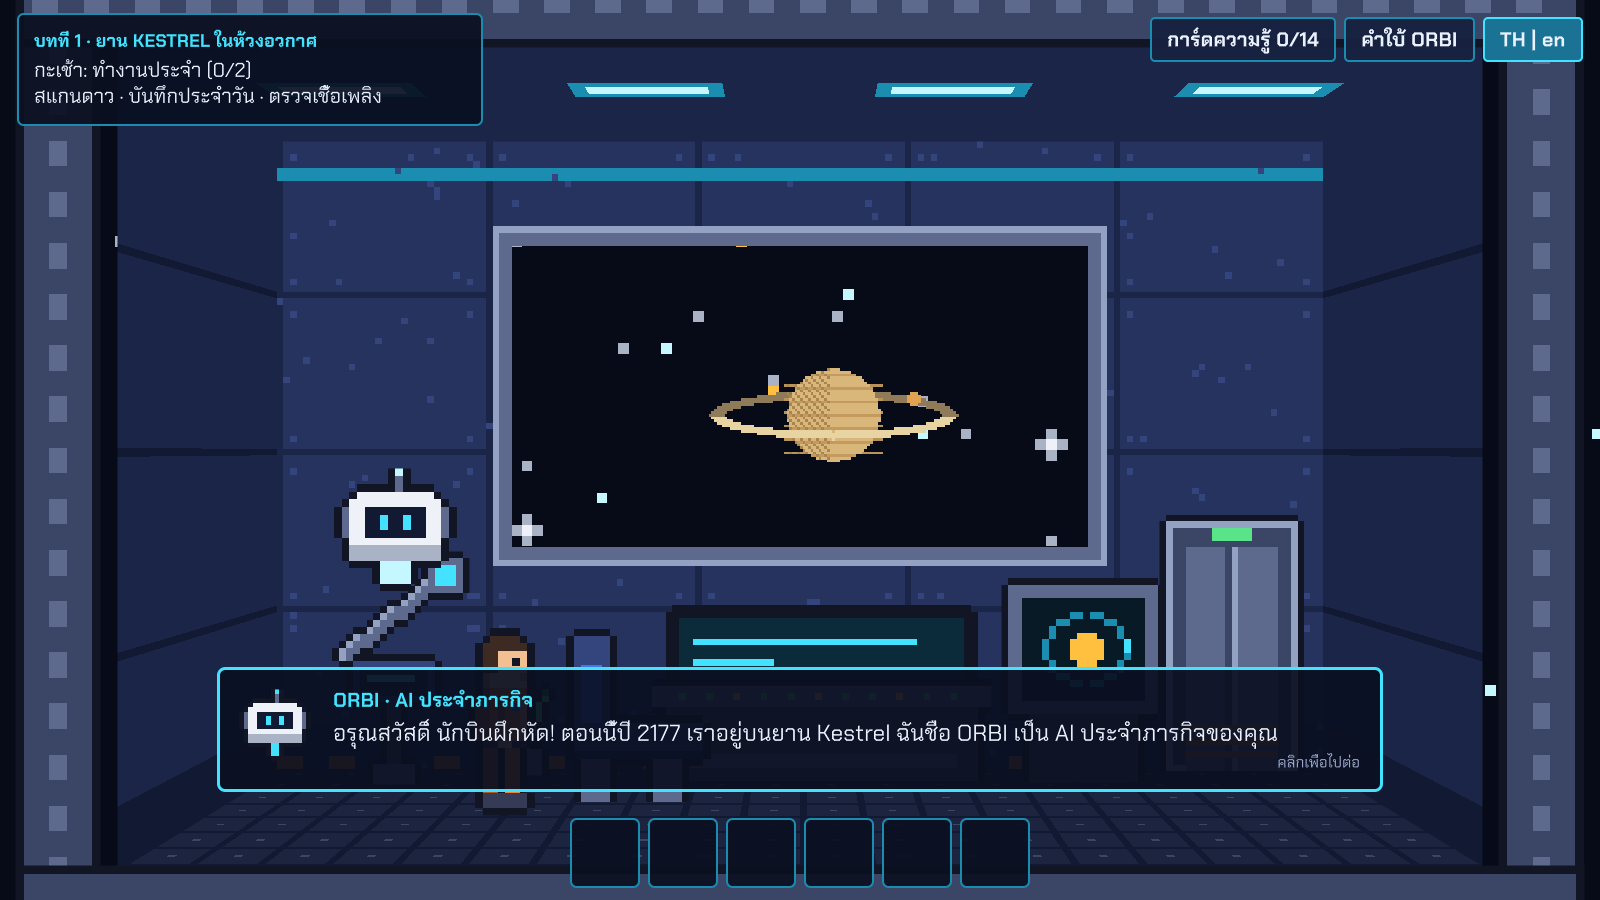 บทที่ 1 · ยาน KESTREL ในห้วงอวกาศ
กะเช้า: ทำงานประจำ (0/2)
สแกนดาว · บันทึกประจำวัน · ตรวจเชื้อเพลิง
การ์ดความรู้ 0/14
คำใบ้ ORBI
TH | en
ORBI · AI ประจำภารกิจ
อรุณสวัสดิ์ นักบินฝึกหัด! ตอนนี้ปี 2177 เราอยู่บนยาน Kestrel ฉันชื่อ ORBI เป็น AI ประจำภารกิจของคุณ
คลิกเพื่อไปต่อ